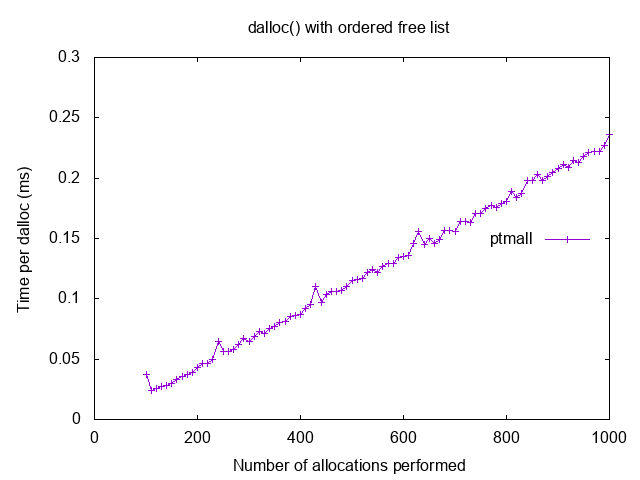 dalloc() with ordered free list
0.3
0.25
0.2
0.15
0.1
0.05
0
Time per dalloc (ms)
ptmall
0 200 400 600 800 1000
Number of allocations performed